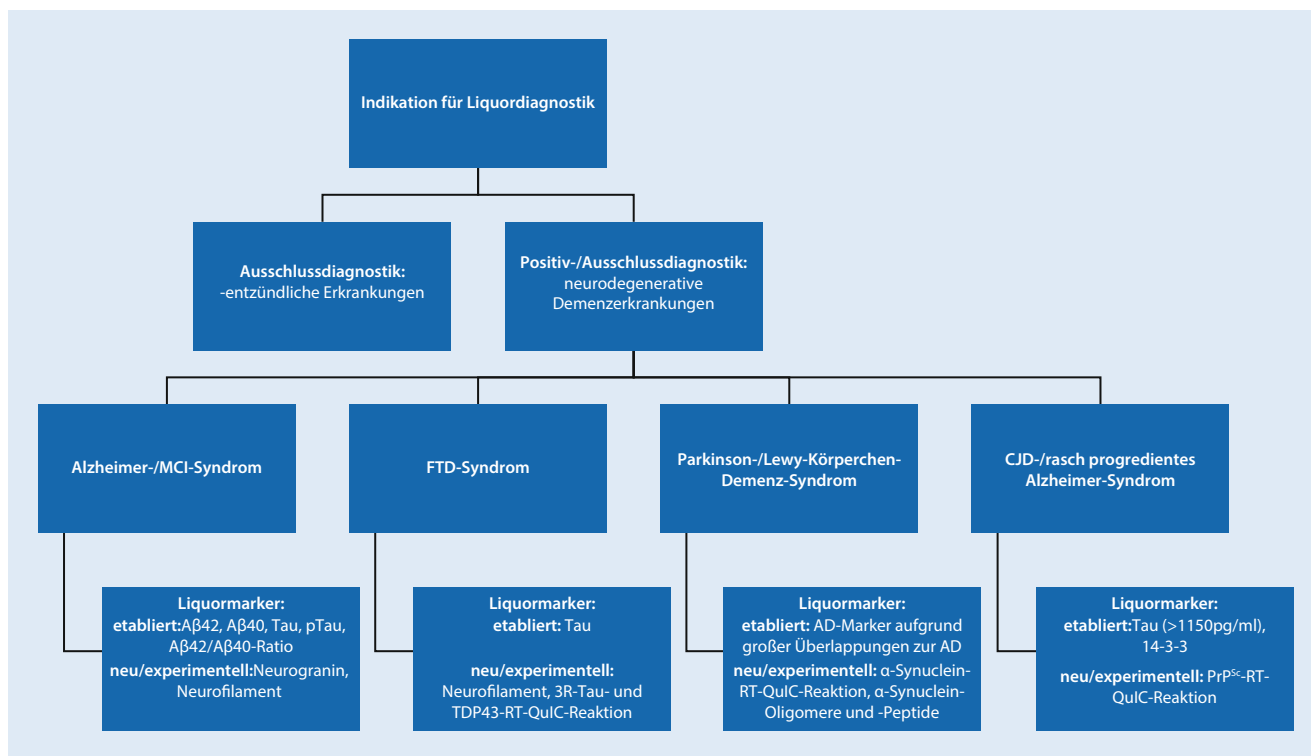 Indikation für Liquordiagnostik
Ausschlussdiagnostik:
-entzündliche Erkrankungen
Positiv-/Ausschlussdiagnostik:
neurodegenerative
Demenzerkrankungen
Alzheimer-/MCI-Syndrom
FTD-Syndrom
Parkinson-/Lewy-Körperchen-
Demenz-Syndrom
CJD-/rasch progredientes
Alzheimer-Syndrom
Liquormarker:
etabliert:Aβ42, Aβ40, Tau, pTau,
Aβ42/Aβ40-Ratio
neu/experimentell:Neurogranin,
Neurofilament
Liquormarker:
etabliert: Tau
neu/experimentell:
Neurofilament, 3R-Tau- und
TDP43-RT-QuIC-Reaktion
Liquormarker:
etabliert: AD-Marker aufgrund
großer Überlappungen zur AD
neu/experimentell: α-Synuclein-
RT-QuIC-Reaktion, α-Synuclein-
Oligomere und -Peptide
Liquormarker:
etabliert:Tau (>1150pg/ml),
14-3-3
neu/experimentell: PrPSc-RT-
QuIC-Reaktion